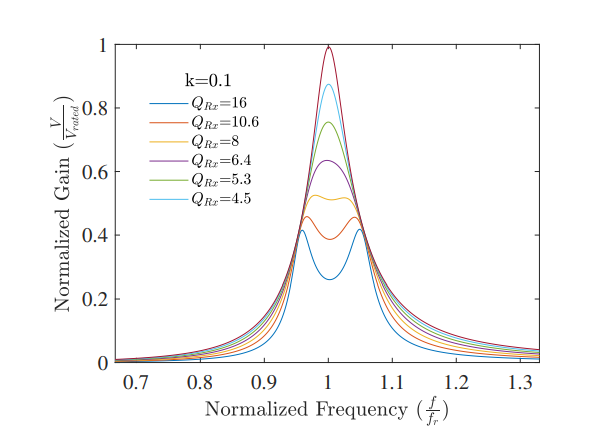 1
0.8
0.6
0.4
0.2
0
0.7 0.8 0.9 1 1.1 1.2 1.3
Normalized Gain (V/V_rated)
Normalized Frequency (f/f_r)
k=0.1
Q_Rx=16
Q_Rx=10.6
Q_Rx=8
Q_Rx=6.4
Q_Rx=5.3
Q_Rx=4.5